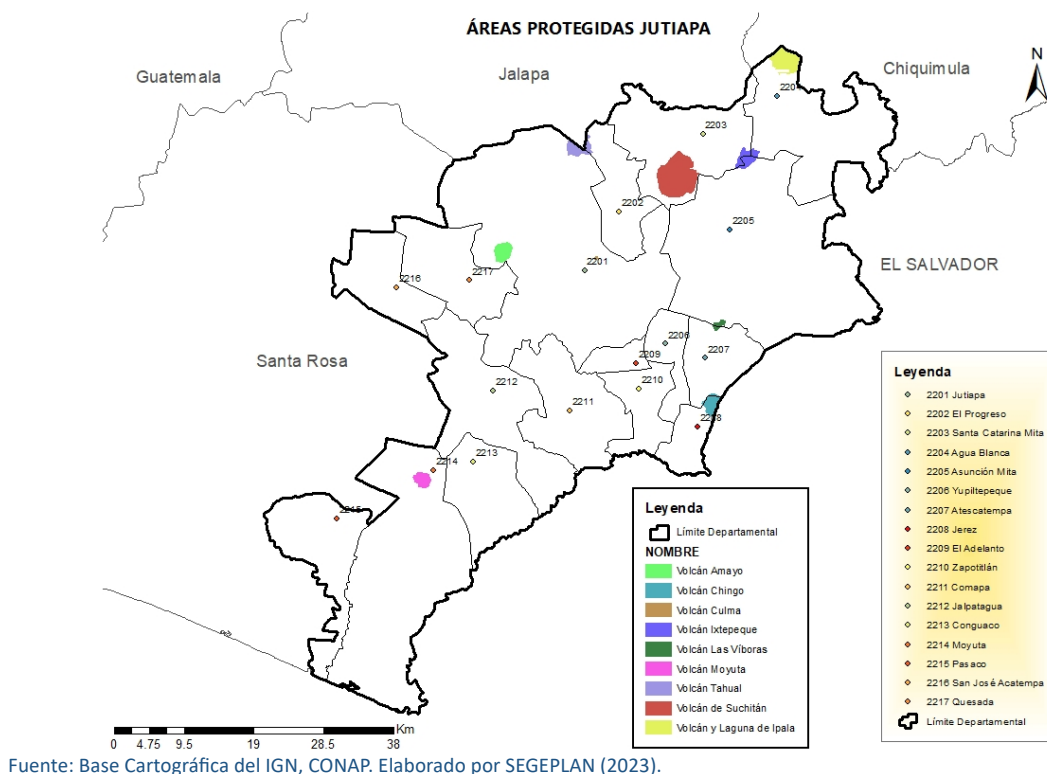 ÁREAS PROTEGIDAS JUTIAPA
Guatemala
Jalapa
Chiquimula
N
2203
2202
2205
2201
EL SALVADOR
2216
2217
Santa Rosa
2206
2207
2209
2210
2212
2211
2208
2213
2214
2215
Leyenda
Límite Departamental
NOMBRE
Volcán Amayo
Volcán Chingo
Volcán Culma
Volcán Ixtepeque
Volcán Las Víboras
Volcán Moyuta
Volcán Tahual
Volcán de Suchitán
Volcán y Laguna de Ipala
Leyenda
2201 Jutiapa
2202 El Progreso
2203 Santa Catarina Mita
2204 Agua Blanca
2205 Asunción Mita
2206 Yupiltepeque
2207 Atescatempa
2208 Jerez
2209 El Adelanto
2210 Zapotitlán
2211 Comapa
2212 Jalpatagua
2213 Conguaco
2214 Moyuta
2215 Pasaco
2216 San José Acatempa
2217 Quesada
Límite Departamental
Km
0 4.75 9.5 19 28.5 38
Fuente: Base Cartográfica del IGN, CONAP. Elaborado por SEGEPLAN (2023).